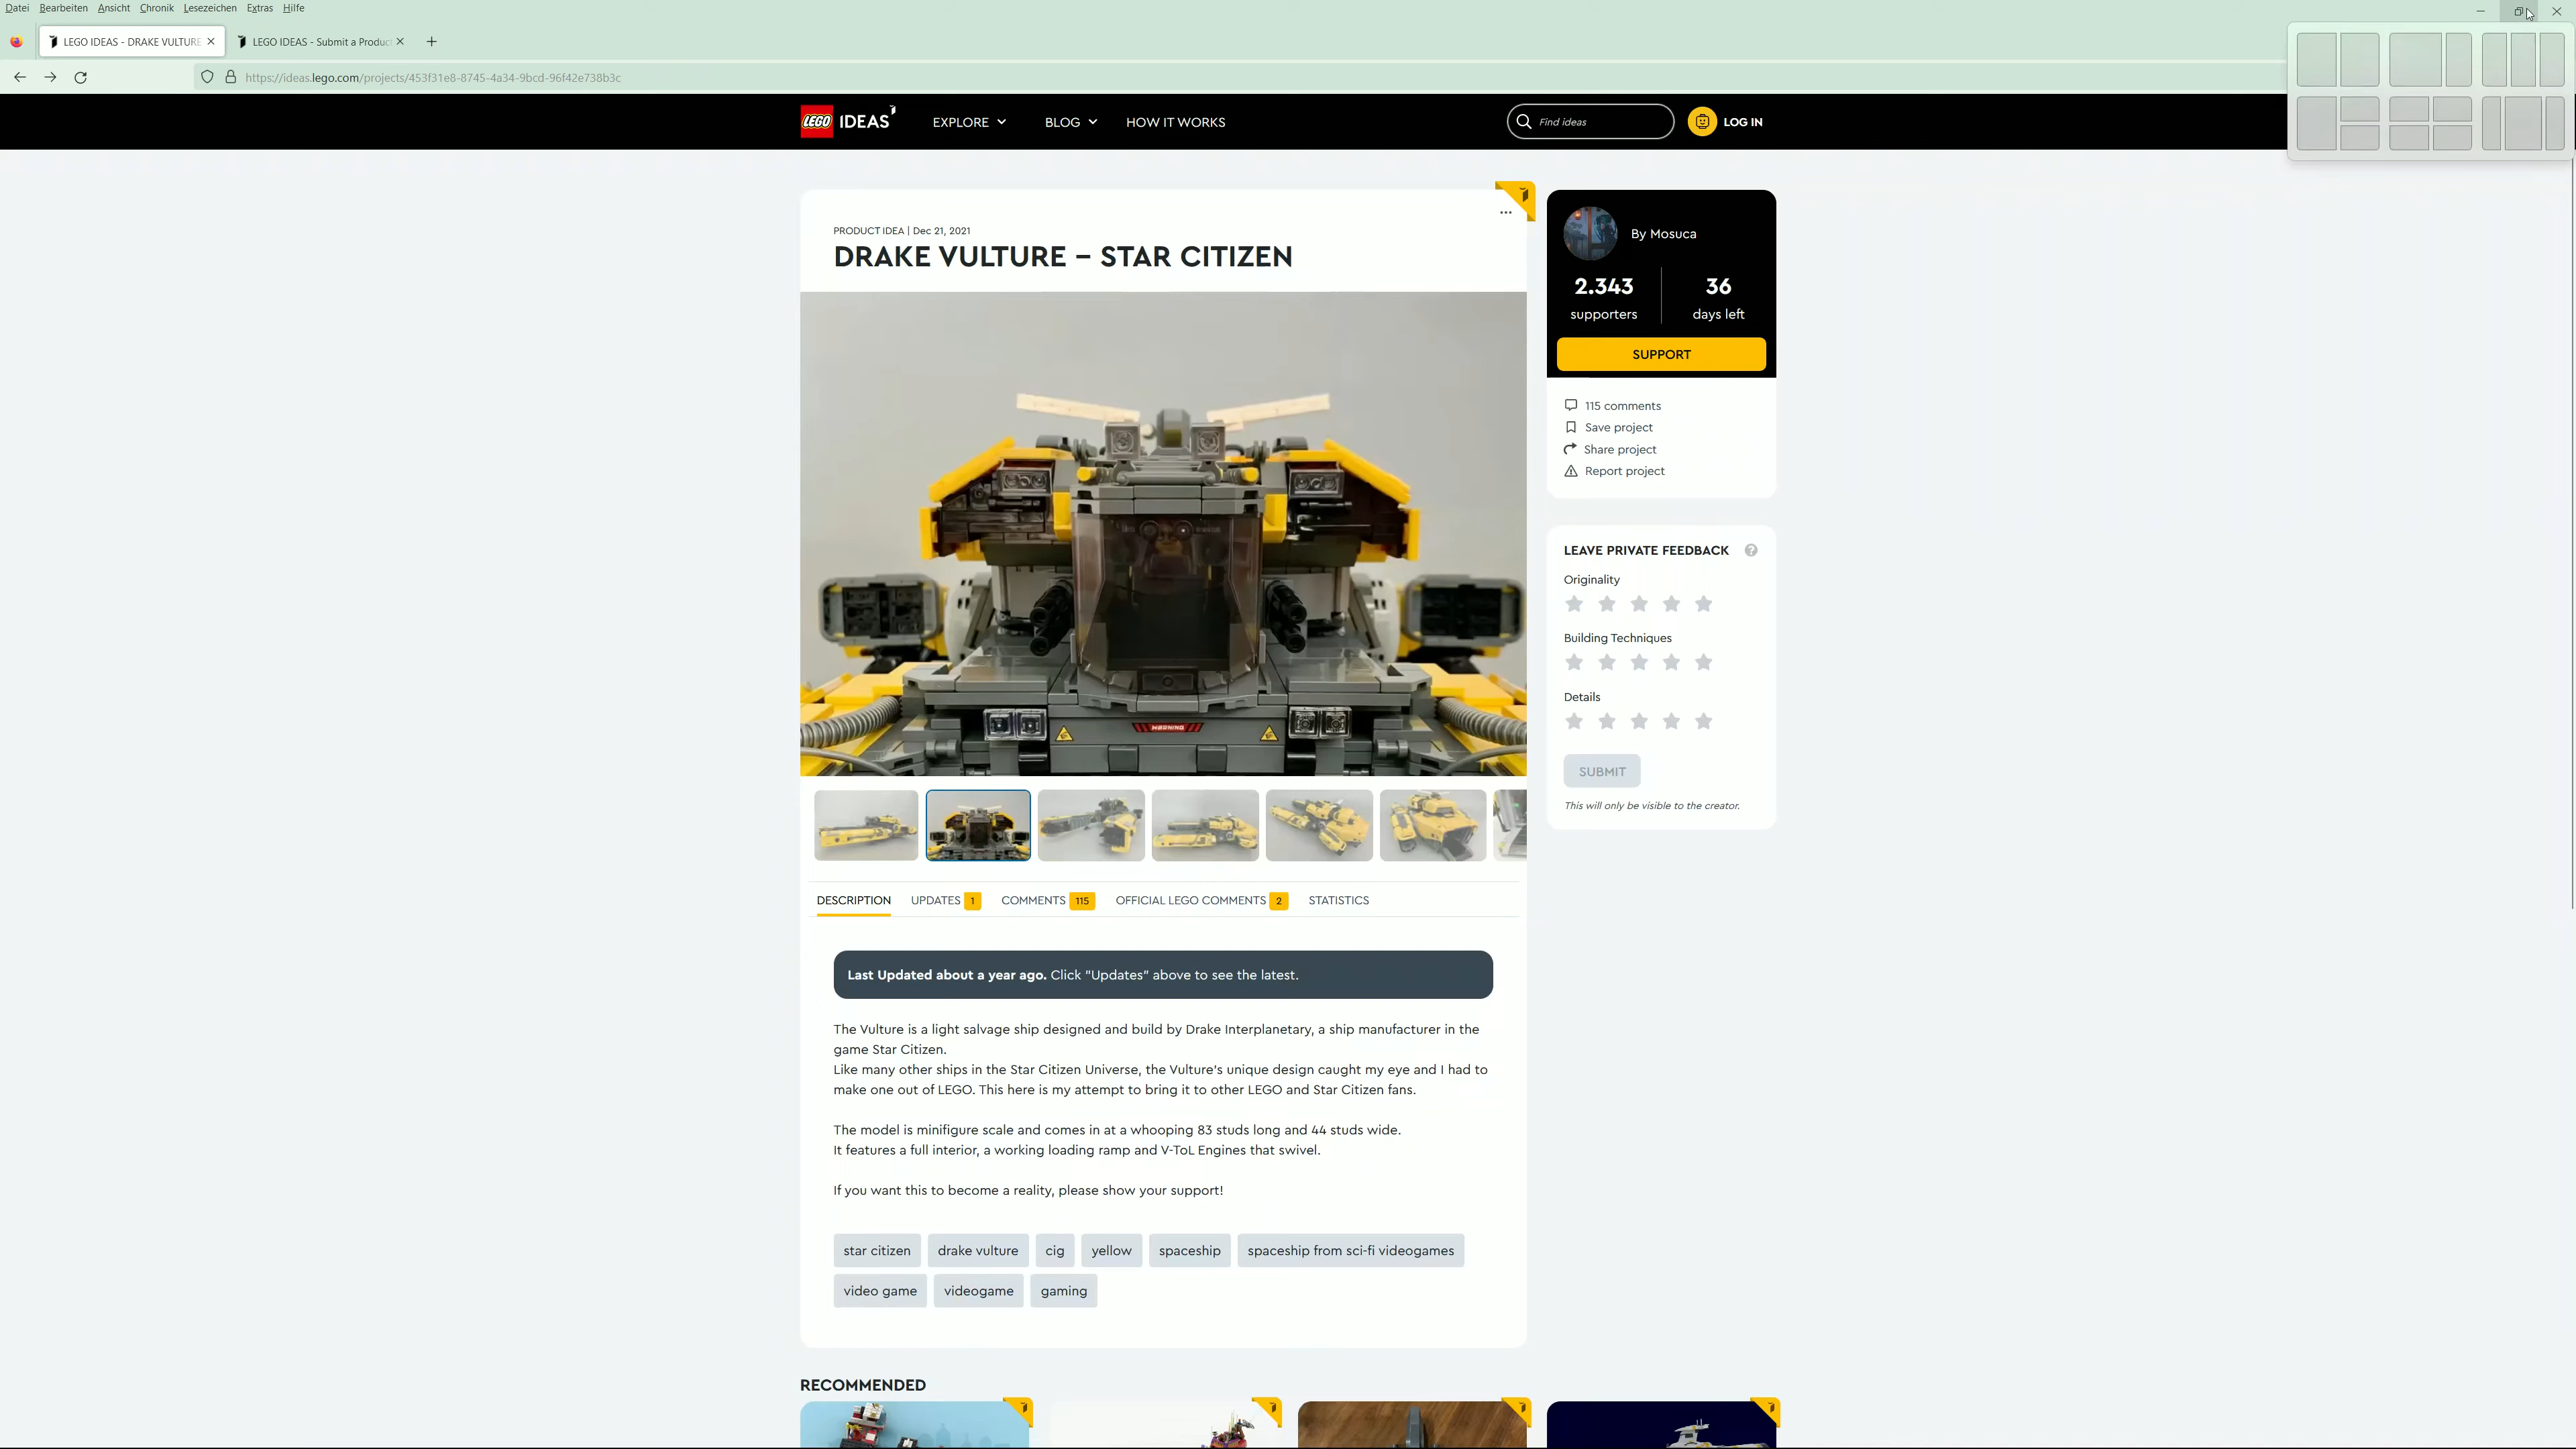 Datei Bearbeiten Ansicht Chronik Lesezeichen Extras Hilfe
LEGO IDEAS - DRAKE VULTURE
LEGO IDEAS - Submit a Produc
https://ideas.lego.com/projects/453f31e8-8745-4a34-9bcd-96f42e738b3c
LEGO IDEAS EXPLORE BLOG HOW IT WORKS Find ideas LOG IN
PRODUCT IDEA | Dec 21, 2021
DRAKE VULTURE – STAR CITIZEN
WARNING
By Mosuca
2.343 36
supporters days left
SUPPORT
115 comments
Save project
Share project
Report project
LEAVE PRIVATE FEEDBACK ?
Originality
Building Techniques
Details
SUBMIT
This will only be visible to the creator.
DESCRIPTION UPDATES 1 COMMENTS 115 OFFICIAL LEGO COMMENTS 2 STATISTICS
Last Updated about a year ago. Click "Updates" above to see the latest.
The Vulture is a light salvage ship designed and build by Drake Interplanetary, a ship manufacturer in the
game Star Citizen.
Like many other ships in the Star Citizen Universe, the Vulture's unique design caught my eye and I had to
make one out of LEGO. This here is my attempt to bring it to other LEGO and Star Citizen fans.
The model is minifigure scale and comes in at a whooping 83 studs long and 44 studs wide.
It features a full interior, a working loading ramp and V-ToL Engines that swivel.
If you want this to become a reality, please show your support!
star citizen drake vulture cig yellow spaceship spaceship from sci-fi videogames
video game videogame gaming
RECOMMENDED